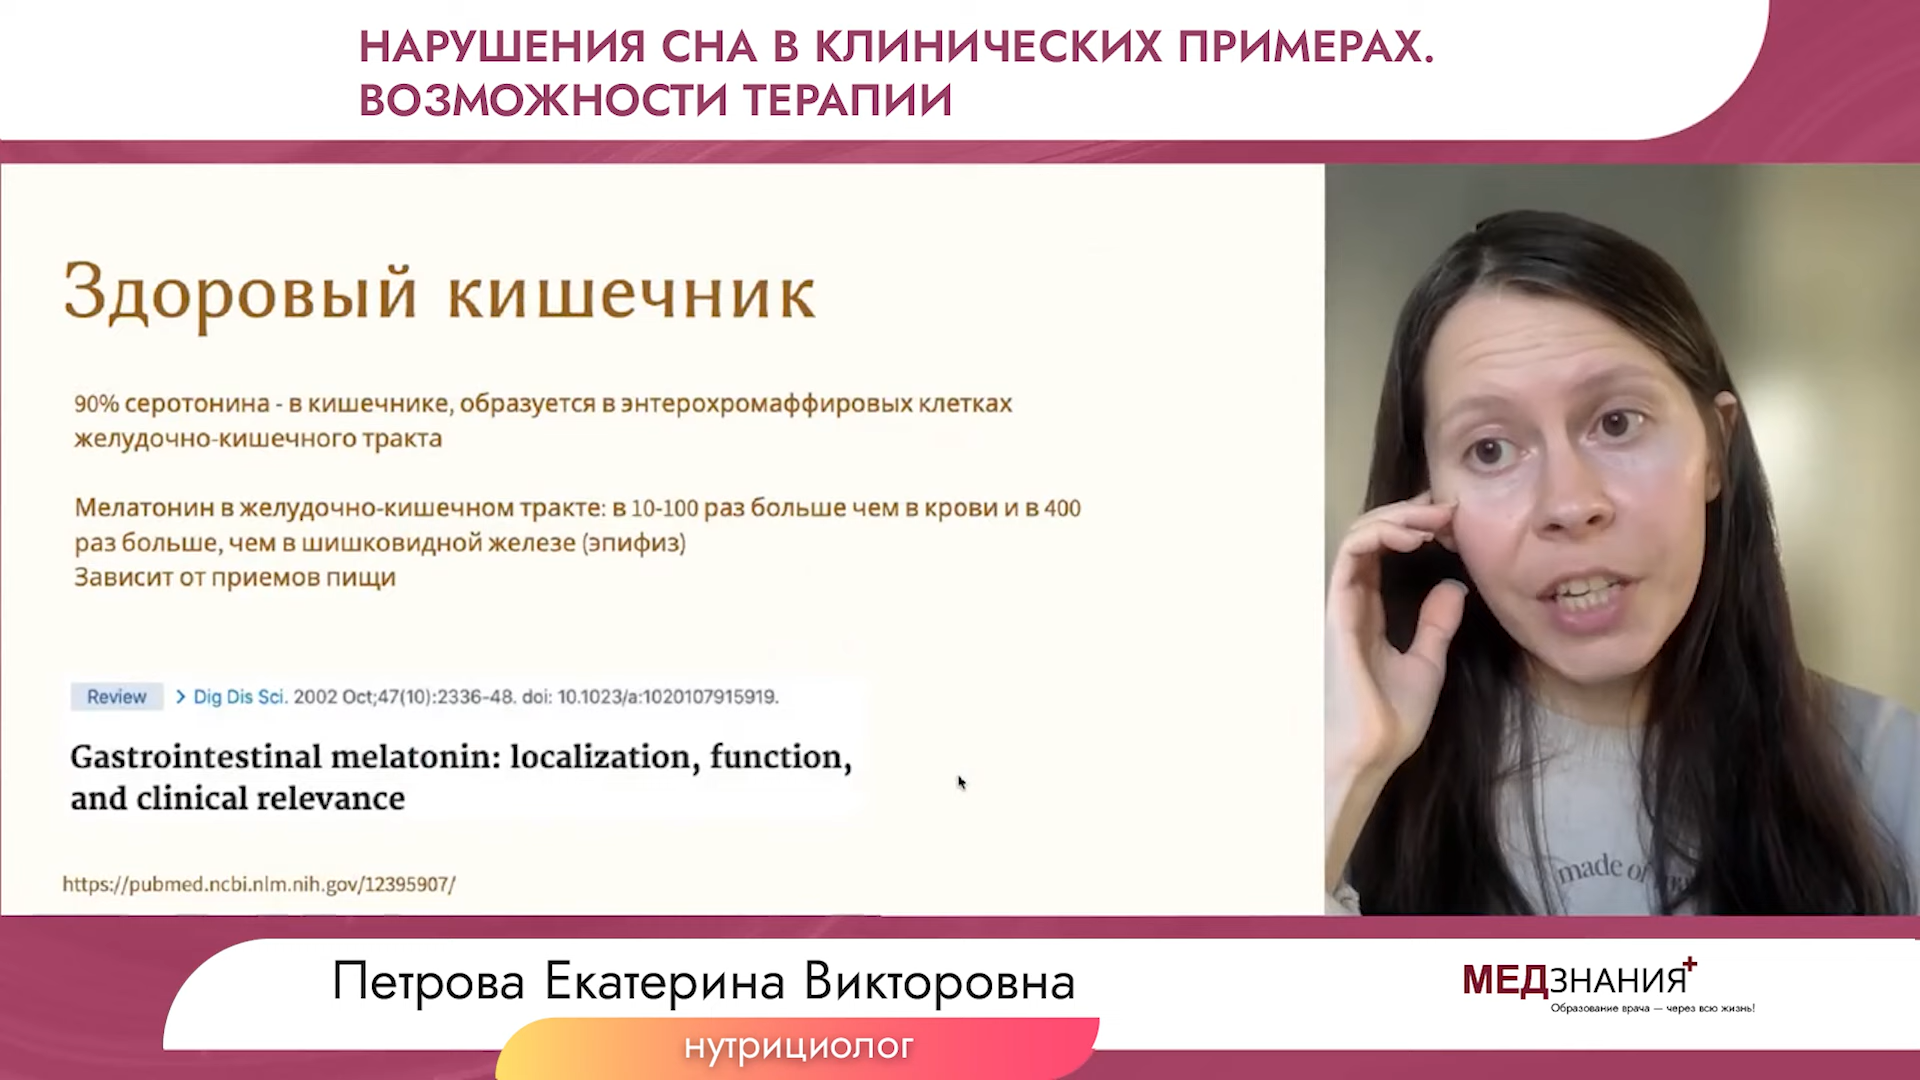 НАРУШЕНИЯ СНА В КЛИНИЧЕСКИХ ПРИМЕРАХ.
ВОЗМОЖНОСТИ ТЕРАПИИ
Здоровый кишечник
90% серотонина - в кишечнике, образуется в энтерохромаффировых клетках
желудочно-кишечного тракта
Мелатонин в желудочно-кишечном тракте: в 10-100 раз больше чем в крови и в 400
раз больше, чем в шишковидной железе (эпифиз)
Зависит от приемов пищи
Review > Dig Dis Sci. 2002 Oct;47(10):2336-48. doi: 10.1023/a:1020107915919.
Gastrointestinal melatonin: localization, function,
and clinical relevance
https://pubmed.ncbi.nlm.nih.gov/12395907/
made of
Петрова Екатерина Викторовна
нутрициолог
МЕДЗНАНИЯ+
Образование врача — через всю жизнь!